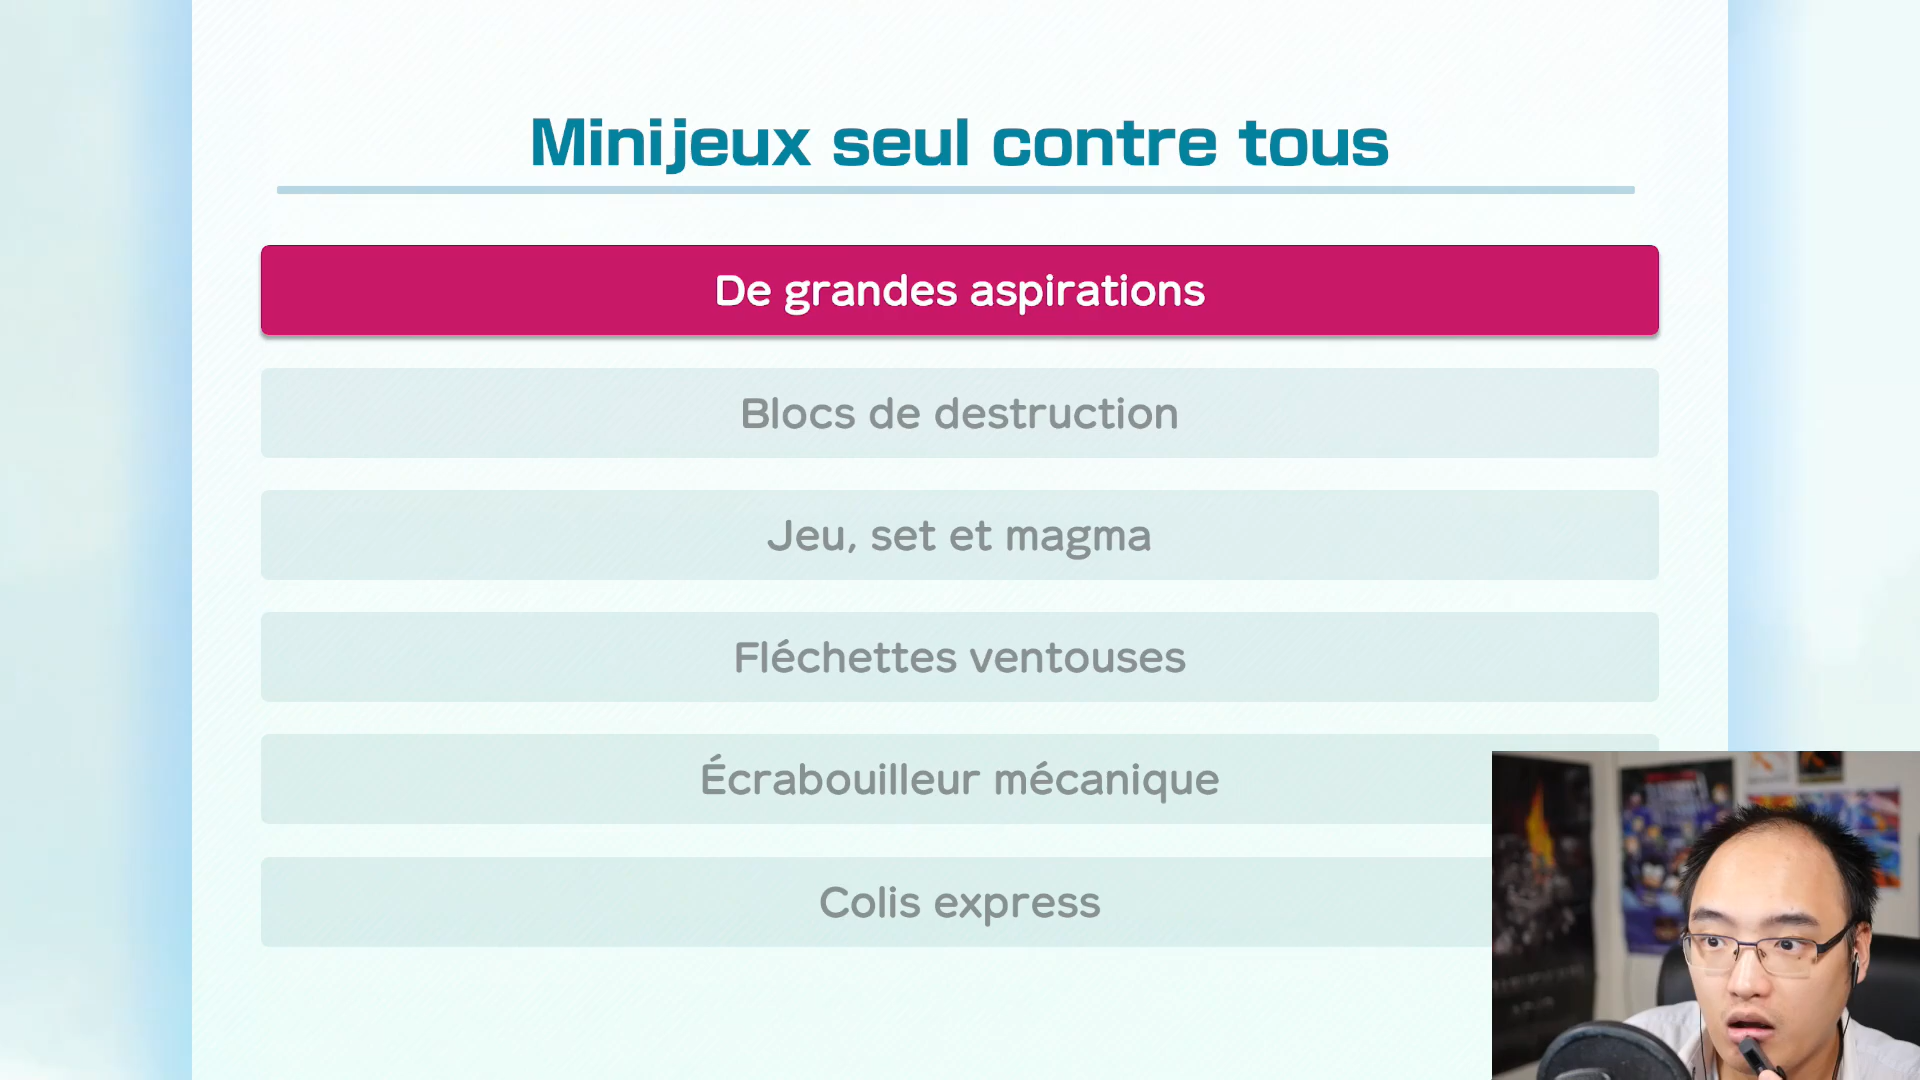 Minijeux seul contre tous
De grandes aspirations
Blocs de destruction
Jeu, set et magma
Fléchettes ventouses
Écrabouilleur mécanique
Colis express